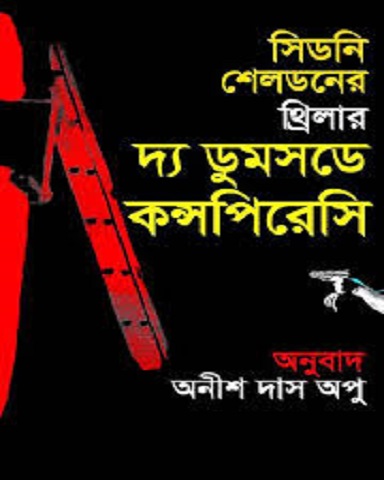 সিডনি
শেলডনের
থ্রিলার
দ্য ডুমসডে
কন্সপিরেসি
অনুবাদ
অনীশ দাস অপু